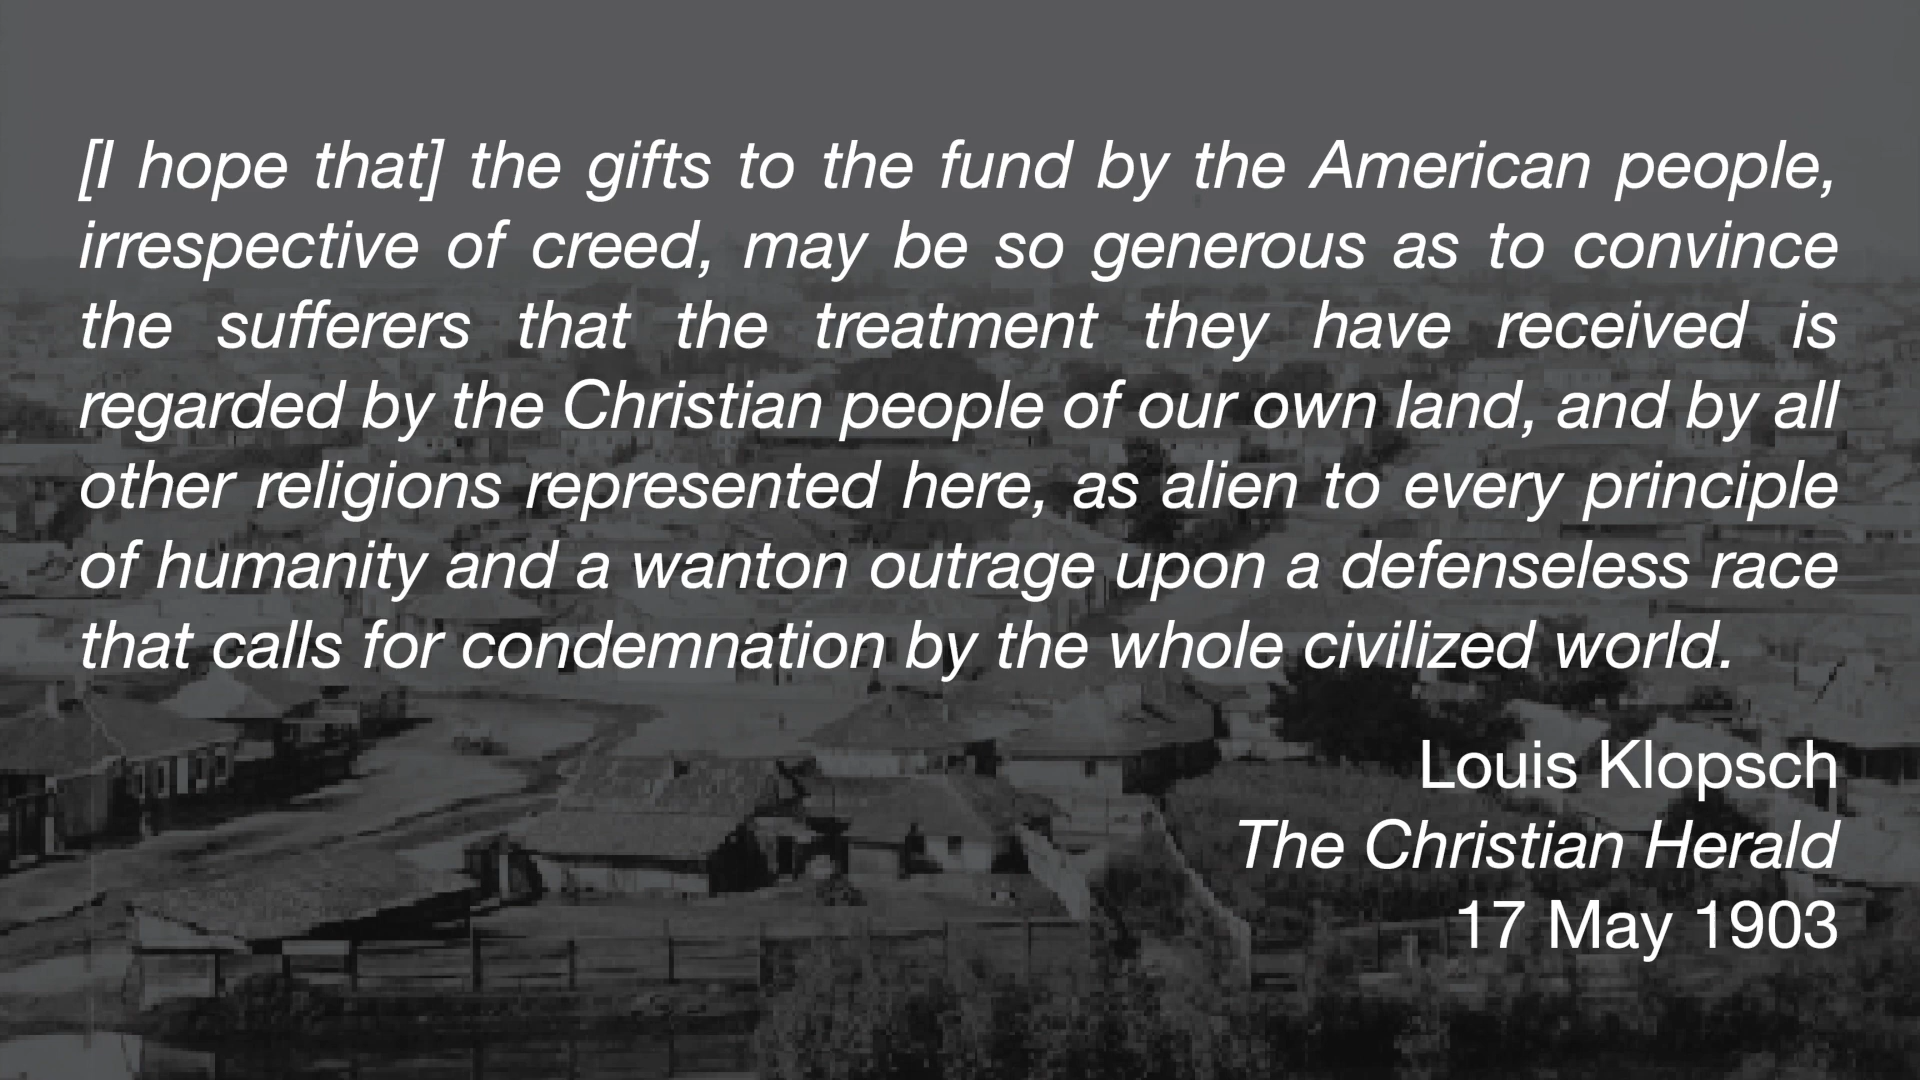 [I hope that] the gifts to the fund by the American people,
irrespective of creed, may be so generous as to convince
the sufferers that the treatment they have received is
regarded by the Christian people of our own land, and by all
other religions represented here, as alien to every principle
of humanity and a wanton outrage upon a defenseless race
that calls for condemnation by the whole civilized world.
Louis Klopsch
The Christian Herald
17 May 1903